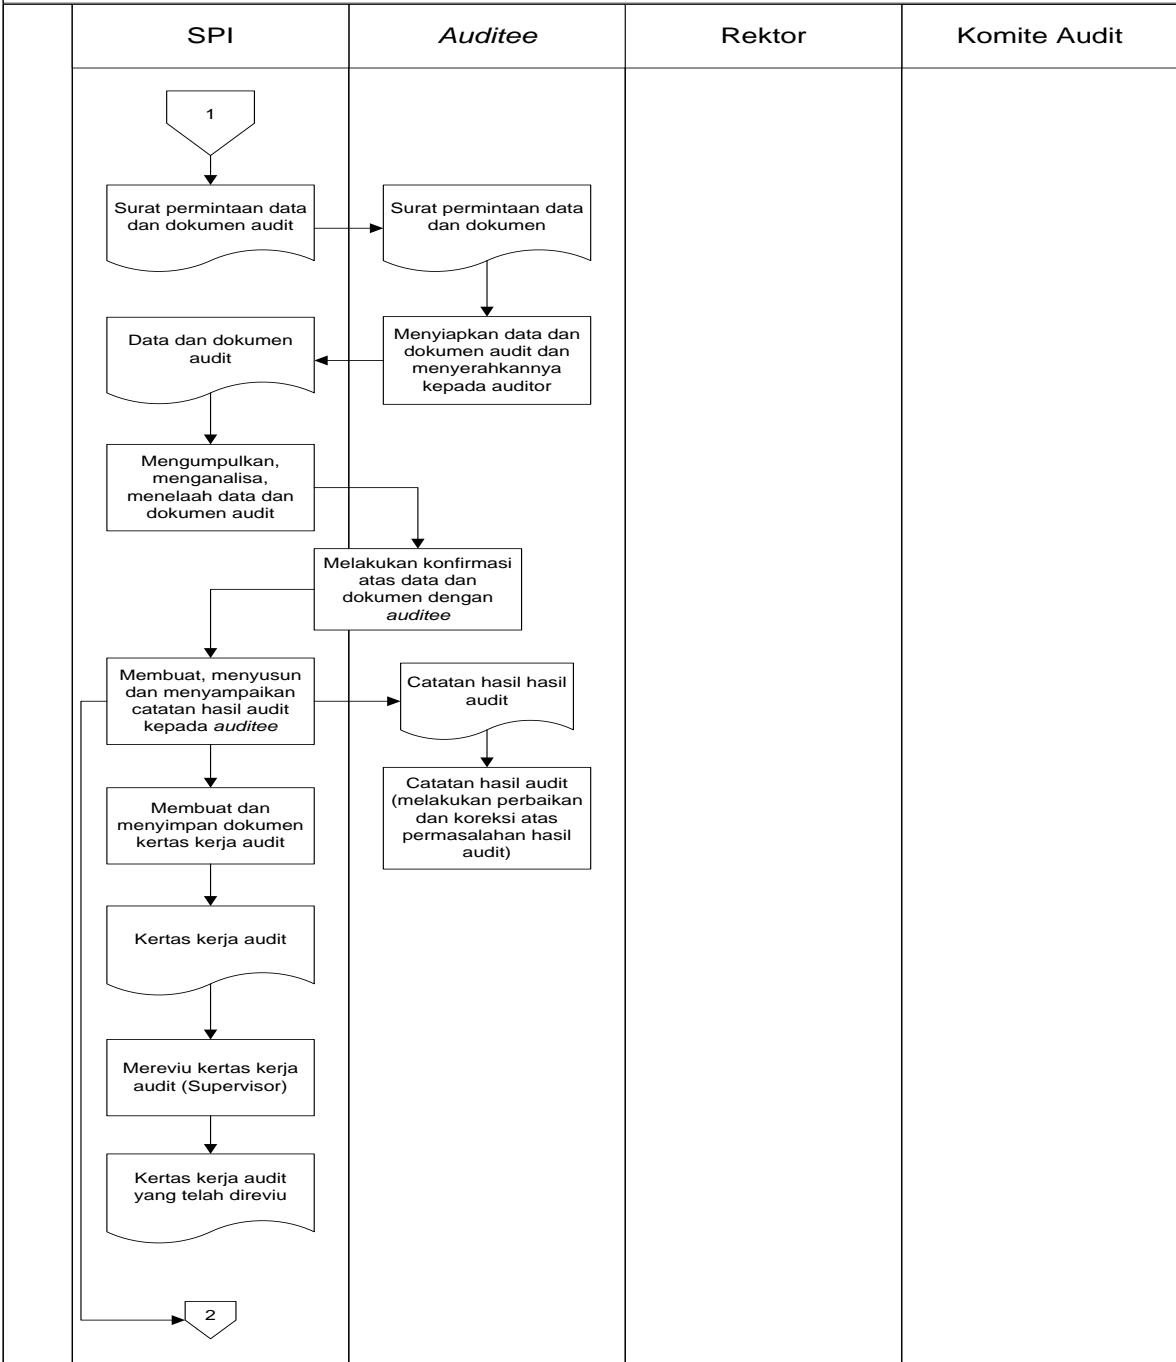 SPI
Auditee
Rektor
Komite Audit
1
Surat permintaan data
dan dokumen audit
Surat permintaan data
dan dokumen
Data dan dokumen
audit
Menyiapkan data dan
dokumen audit dan
menyerahkannya
kepada auditor
Mengumpulkan,
menganalisa,
menelaah data dan
dokumen audit
Melakukan konfirmasi
atas data dan
dokumen dengan
auditee
Membuat, menyusun
dan menyampaikan
catatan hasil audit
kepada auditee
Catatan hasil hasil
audit
Membuat dan
menyimpan dokumen
kertas kerja audit
Catatan hasil audit
(melakukan perbaikan
dan koreksi atas
permasalahan hasil
audit)
Kertas kerja audit
Mereviu kertas kerja
audit (Supervisor)
Kertas kerja audit
yang telah direviu
2